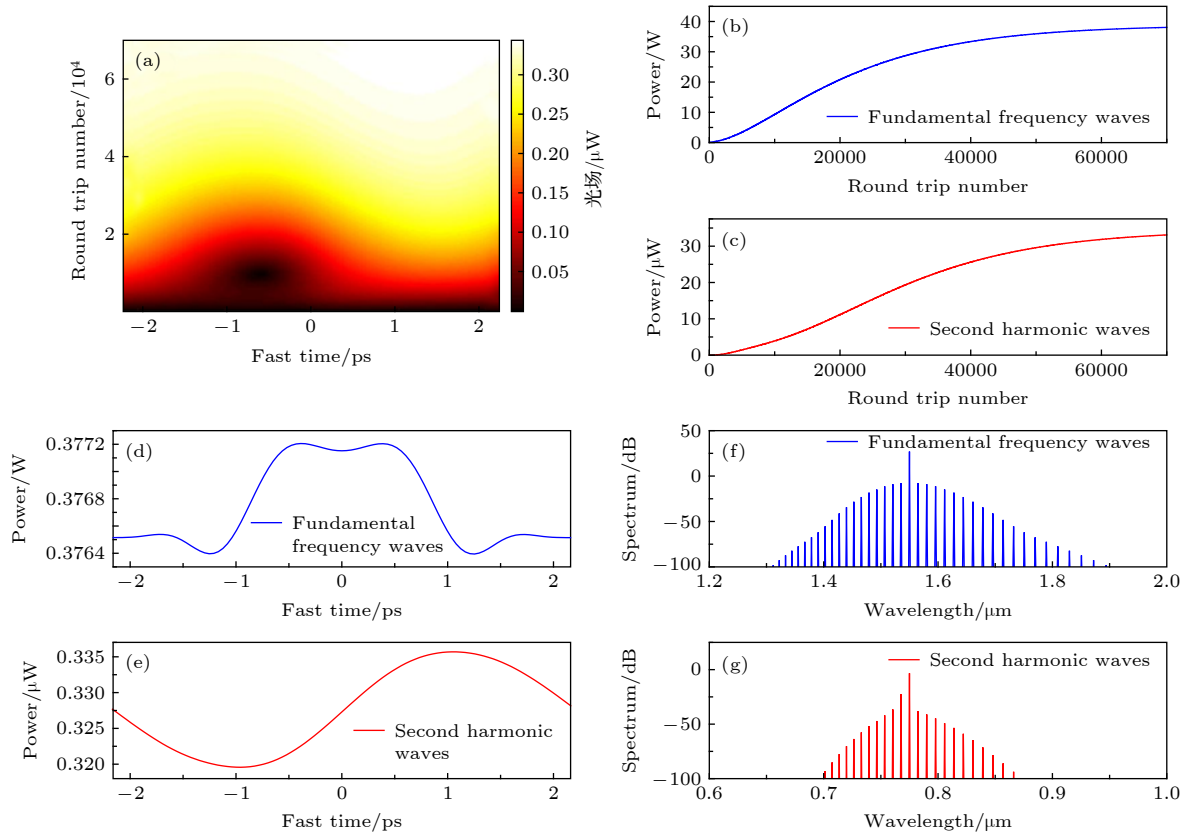 (a)
Round trip number/10⁴
6
4
2
−2
−1
0
1
2
Fast time/ps
0.30
0.25
0.20
0.15
0.10
0.05
光场/μW
(b)
Power/W
40
30
20
10
0
Fundamental frequency waves
0
20000
40000
60000
Round trip number
(c)
Power/μW
30
20
10
0
Second harmonic waves
0
20000
40000
60000
Round trip number
(d)
Power/W
0.3772
0.3768
0.3764
Fundamental
frequency waves
−2
−1
0
1
2
Fast time/ps
(e)
Power/μW
0.335
0.330
0.325
0.320
Second harmonic
waves
−2
−1
0
1
2
Fast time/ps
(f)
Spectrum/dB
50
0
−50
−100
Fundamental frequency waves
1.2
1.4
1.6
1.8
2.0
Wavelength/μm
(g)
Spectrum/dB
0
−50
−100
Second harmonic waves
0.6
0.7
0.8
0.9
1.0
Wavelength/μm